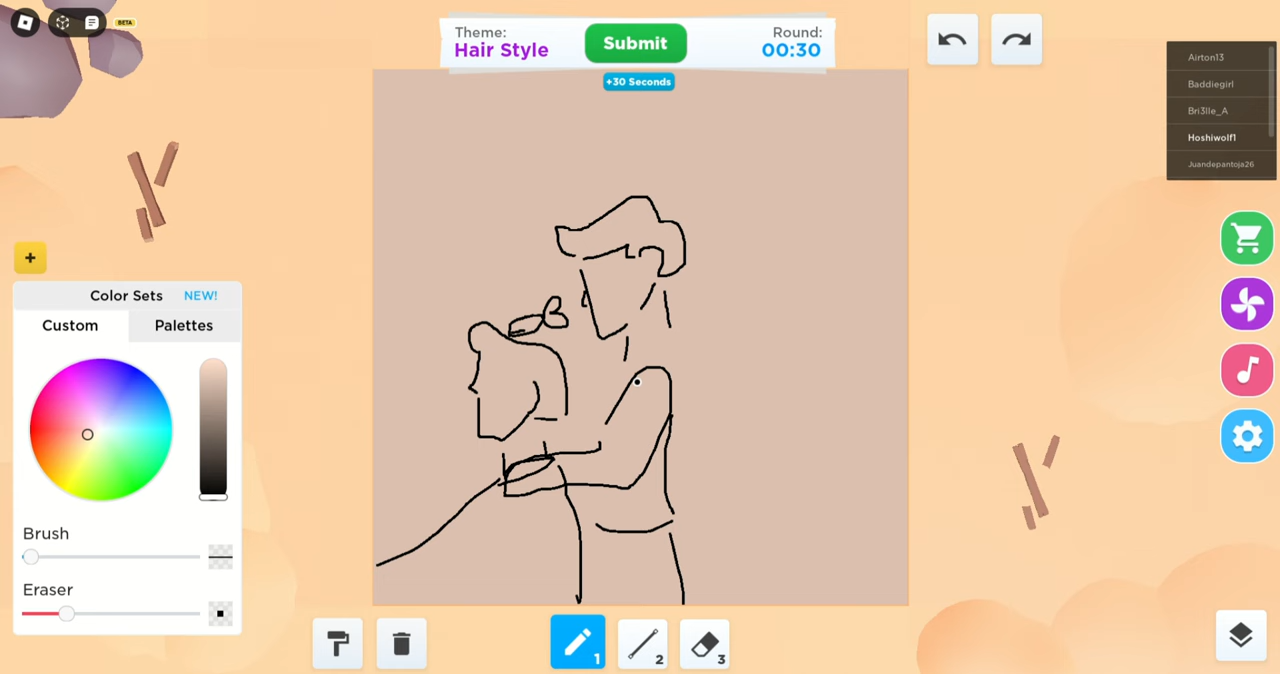 BETA
Theme:
Hair Style
Submit
Round:
00:30
+30 Seconds
Airton13
Baddiegirl
Bri3lle_A
Hoshiwolf1
Juandepantoja26
+
Color Sets NEW!
Custom Palettes
Brush
Eraser
1
2
3